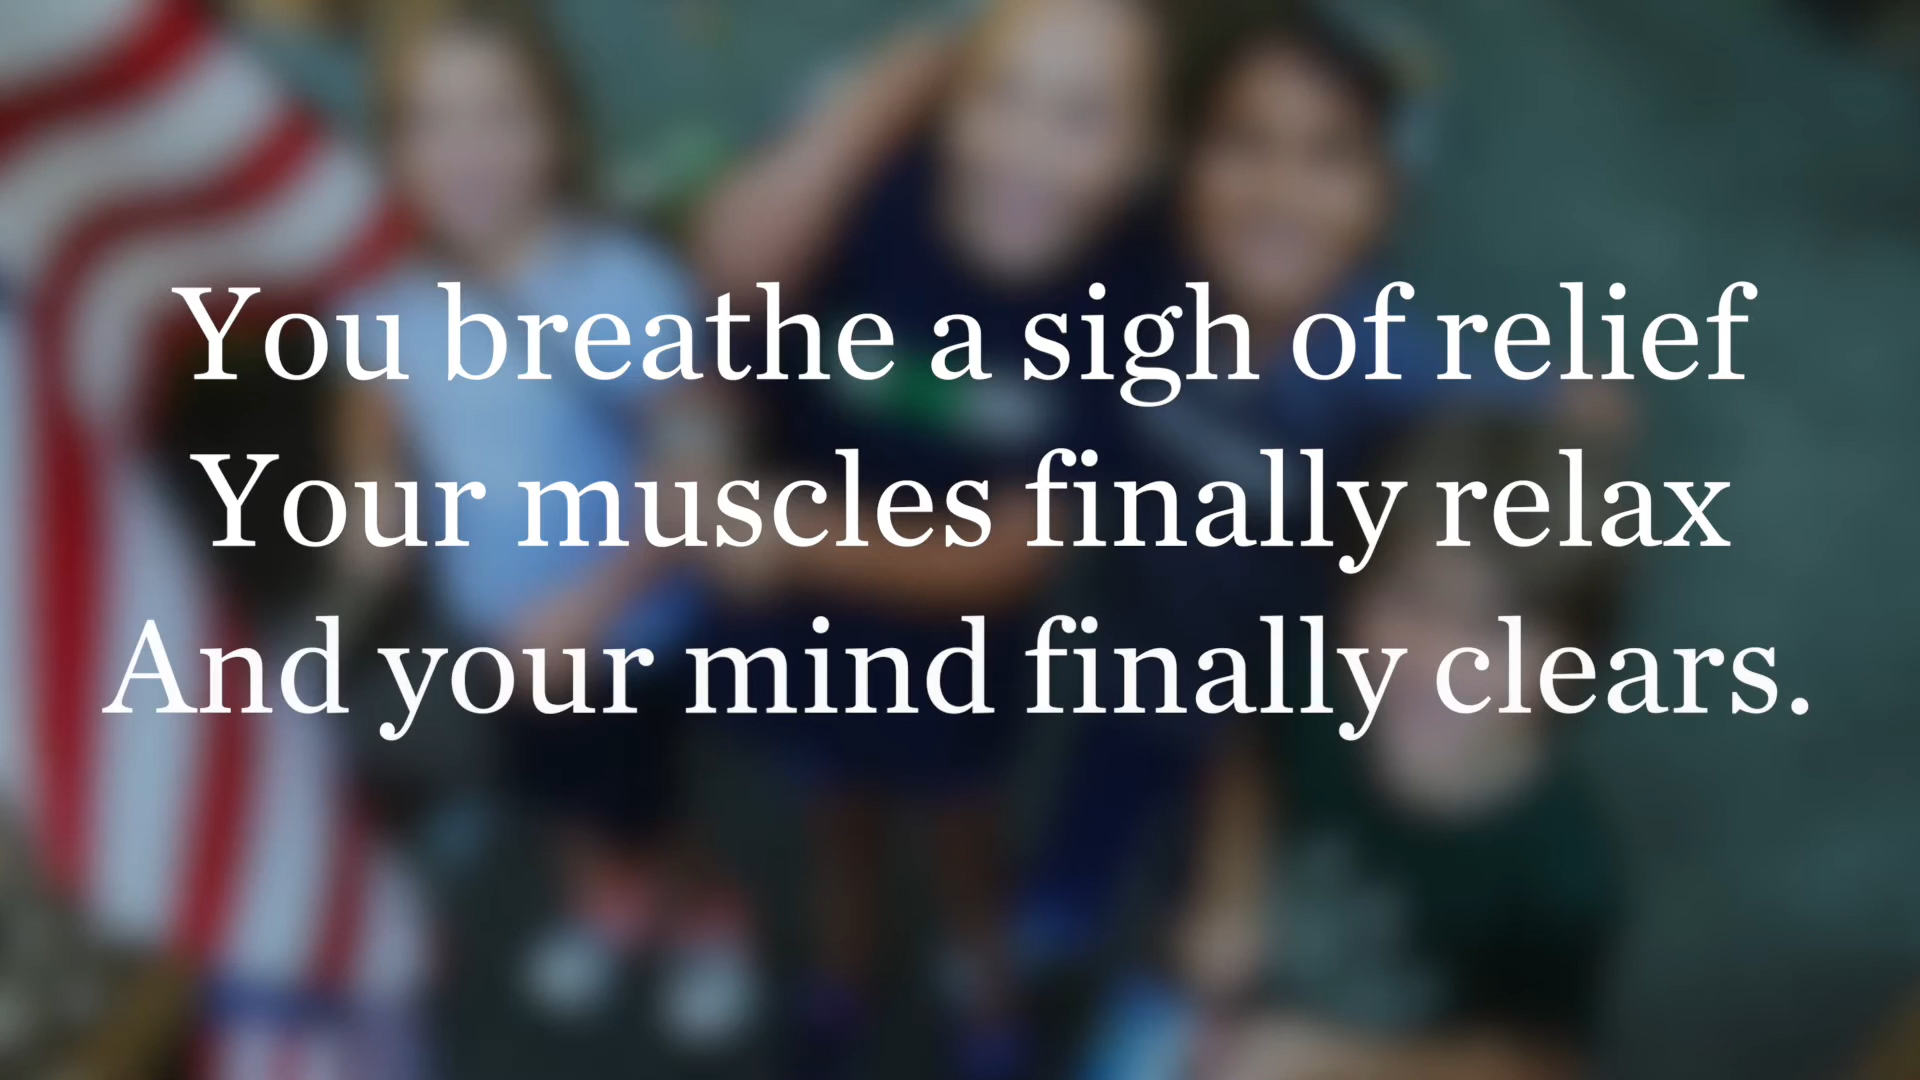 You breathe a sigh of relief
Your muscles finally relax
And your mind finally clears.